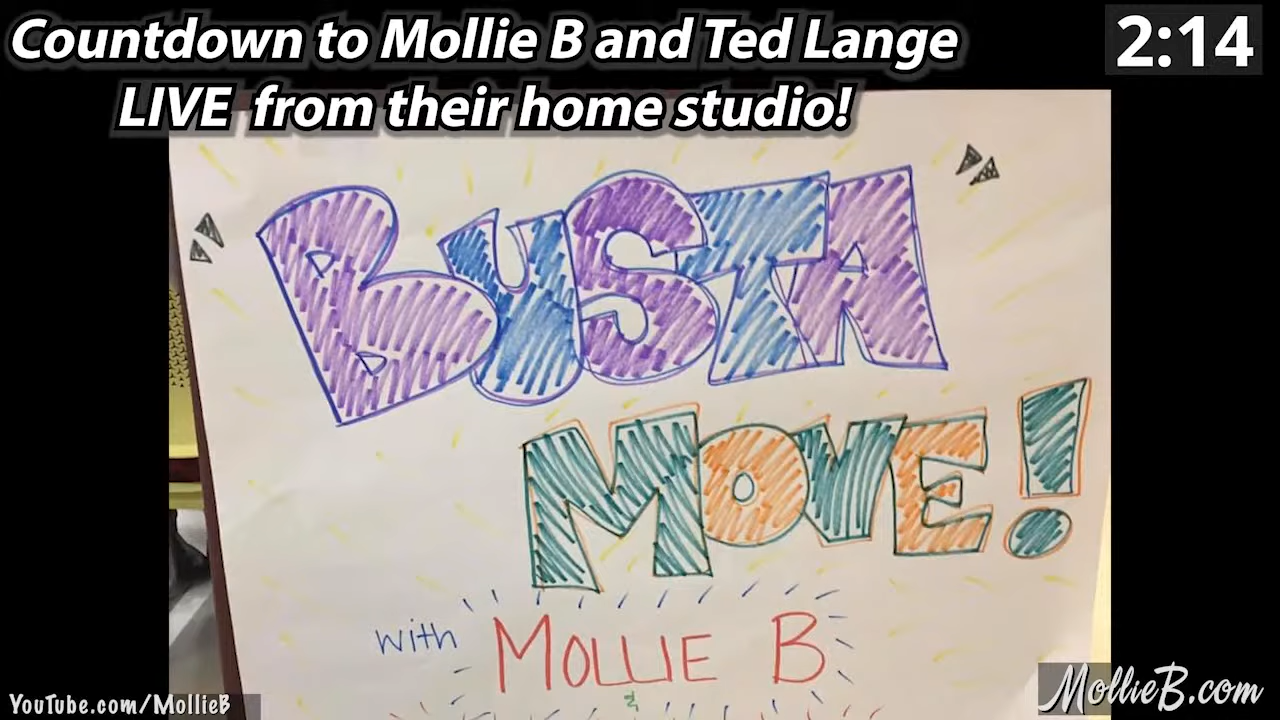 Countdown to Mollie B and Ted Lange
2:14
LIVE from their home studio!
"BUSTA
MOVE!"
with MOLLIE B
&
YouTube.com/MollieB
MollieB.com